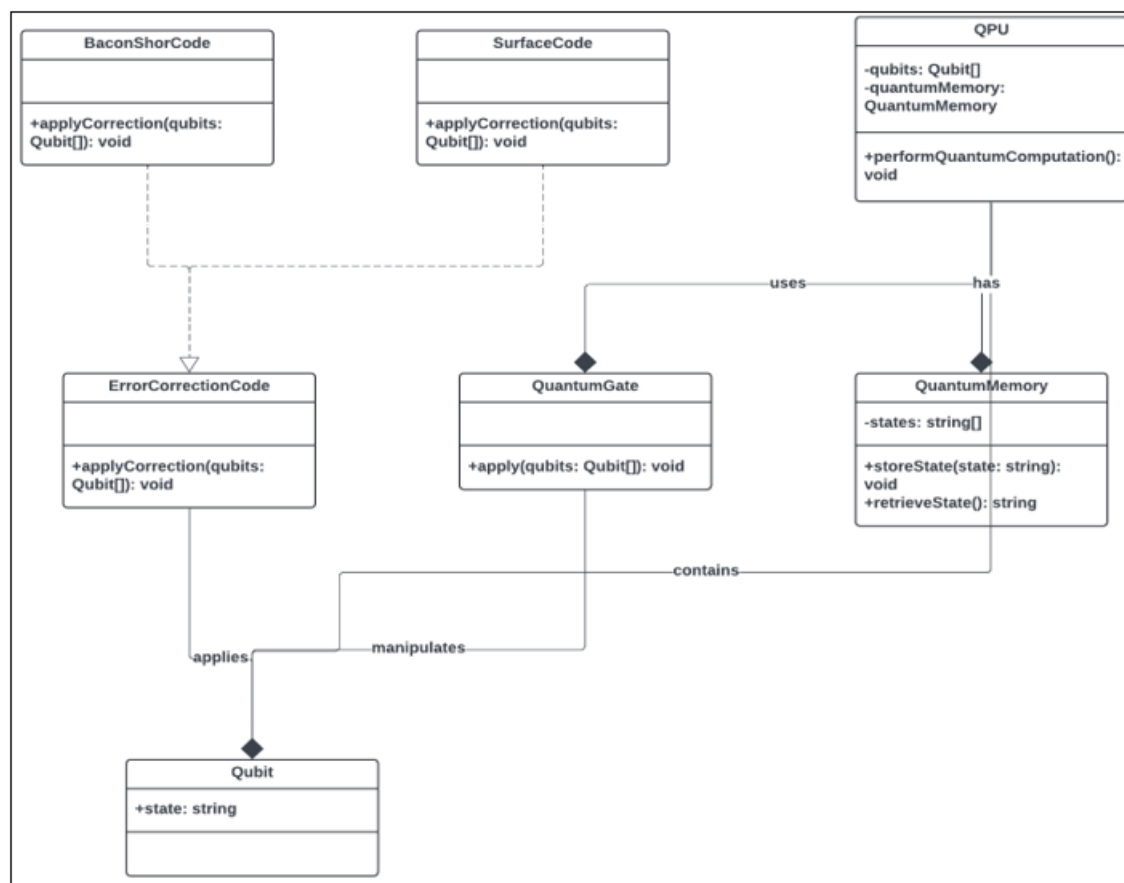 BaconShorCode
+applyCorrection(qubits:
Qubit[]): void
SurfaceCode
+applyCorrection(qubits:
Qubit[]): void
QPU
-qubits: Qubit[]
-quantumMemory:
QuantumMemory
+performQuantumComputation():
void
uses
has
ErrorCorrectionCode
+applyCorrection(qubits:
Qubit[]): void
QuantumGate
+apply(qubits: Qubit[]): void
QuantumMemory
-states: string[]
+storeState(state: string):
void
+retrieveState(): string
contains
applies
manipulates
Qubit
+state: string